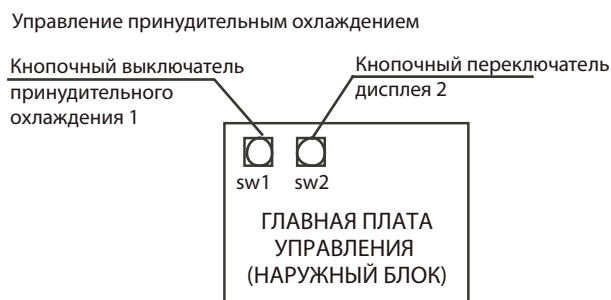 Управление принудительным охлаждением
Кнопочный выключатель
принудительного
охлаждения 1
Кнопочный переключатель
дисплея 2
sw1 sw2
ГЛАВНАЯ ПЛАТА
УПРАВЛЕНИЯ
(НАРУЖНЫЙ БЛОК)